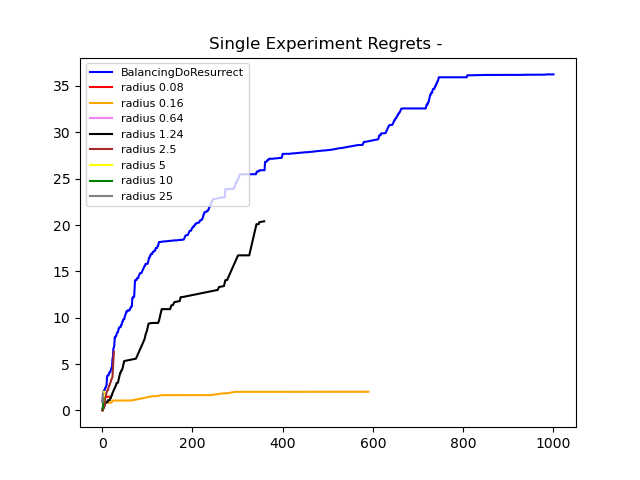 Single Experiment Regrets -
BalancingDoResurrect
radius 0.08
radius 0.16
radius 0.64
radius 1.24
radius 2.5
radius 5
radius 10
radius 25
35
30
25
20
15
10
5
0
0 200 400 600 800 1000